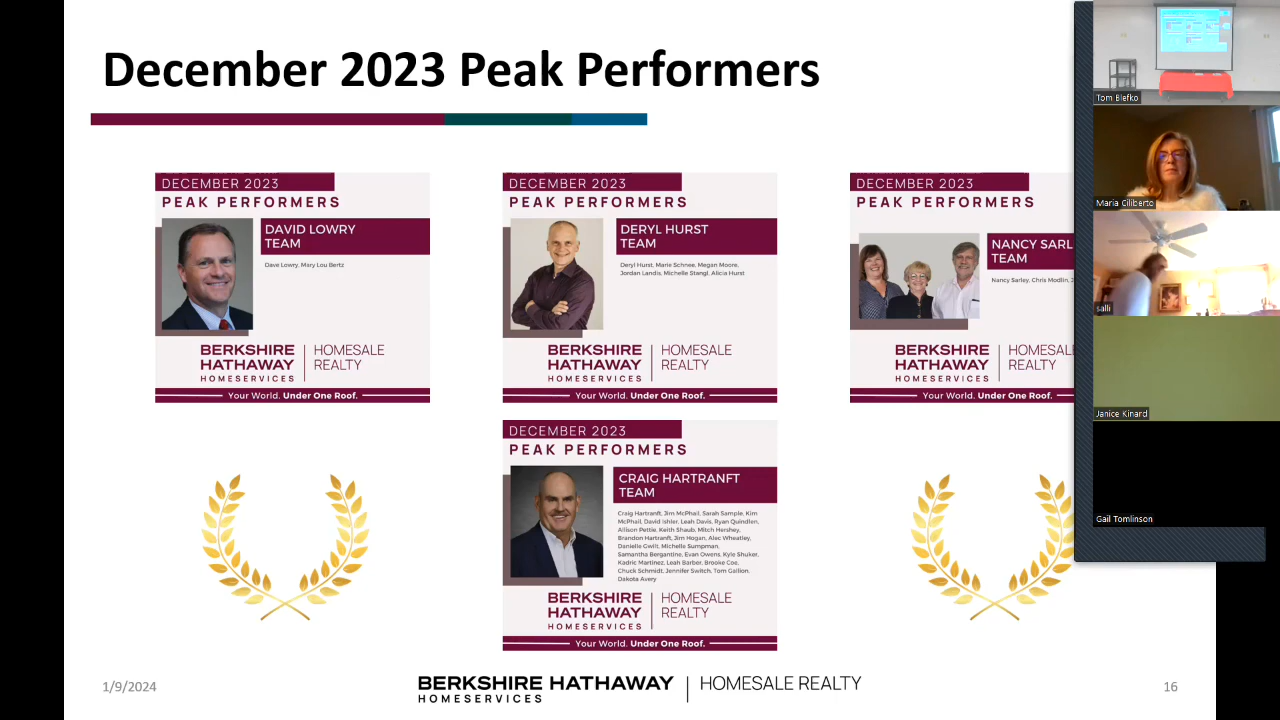 December 2023 Peak Performers
DECEMBER 2023
PEAK PERFORMERS
DAVID LOWRY
TEAM
Dave Lowry, Mary Lou Bertz
BERKSHIRE
HATHAWAY
HOMESERVICES
HOMESALE
REALTY
Your World. Under One Roof.
DECEMBER 2023
PEAK PERFORMERS
DERYL HURST
TEAM
Deryl Hurst, Marie Schnee, Megan Moore,
Jordan Landis, Michelle Stangl, Alicia Hurst
BERKSHIRE
HATHAWAY
HOMESERVICES
HOMESALE
REALTY
Your World. Under One Roof.
DECEMBER 2023
PEAK PERFORMERS
NANCY SARL
TEAM
Nancy Sarley, Chris Modlin,
BERKSHIRE
HATHAWAY
HOMESERVICES
HOMESALE
REALTY
Your World. Under One Roof.
DECEMBER 2023
PEAK PERFORMERS
CRAIG HARTRANFT
TEAM
Craig Hartranft, Jim McPhail, Sarah Sample, Kim
McPhail, David Ishler, Leah Davis, Ryan Quindlen,
Allison Pettie, Keith Shaub, Mitch Hershey,
Brandon Hartranft, Jim Hogan, Alec Wheatley,
Danielle Gwilt, Michelle Sumpman,
Samantha Bergantine, Evan Owens, Kyle Shuker,
Kadric Martinez, Leah Barber, Brooke Coe,
Chuck Schmidt, Jennifer Switch, Tom Gallion,
Dakota Avery
BERKSHIRE
HATHAWAY
HOMESERVICES
HOMESALE
REALTY
Your World. Under One Roof.
1/9/2024
BERKSHIRE HATHAWAY
HOMESERVICES
HOMESALE REALTY
16
Tom Blefko
Maria Ciliberto
salli
Janice Kinard
Gail Tomlinson